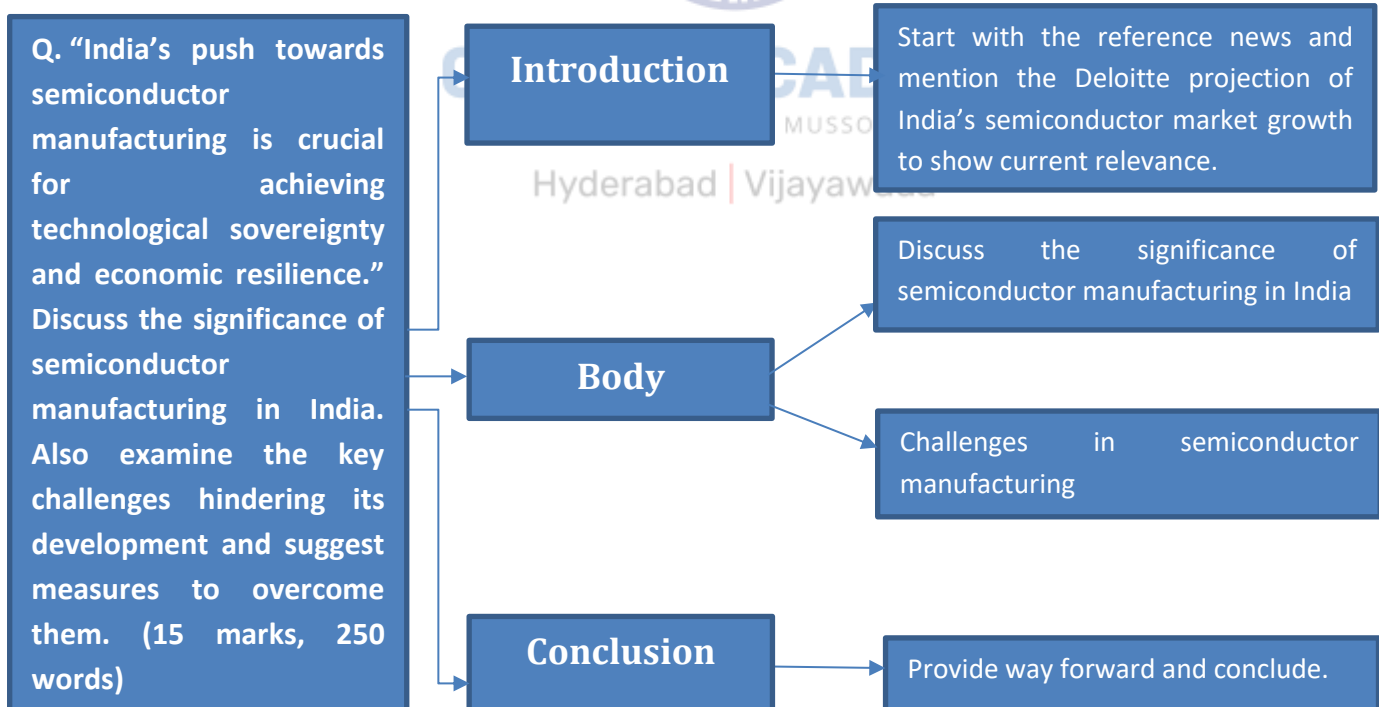 Q. “India’s push towards
semiconductor
manufacturing is crucial
for achieving
technological sovereignty
and economic resilience.”
Discuss the significance of
semiconductor
manufacturing in India.
Also examine the key
challenges hindering its
development and suggest
measures to overcome
them. (15 marks, 250
words)
Introduction
Start with the reference news and
mention the Deloitte projection of
India’s semiconductor market growth
to show current relevance.
Hyderabad | Vijayaw
Body
Discuss the significance of
semiconductor manufacturing in India
Challenges in semiconductor
manufacturing
Conclusion
Provide way forward and conclude.